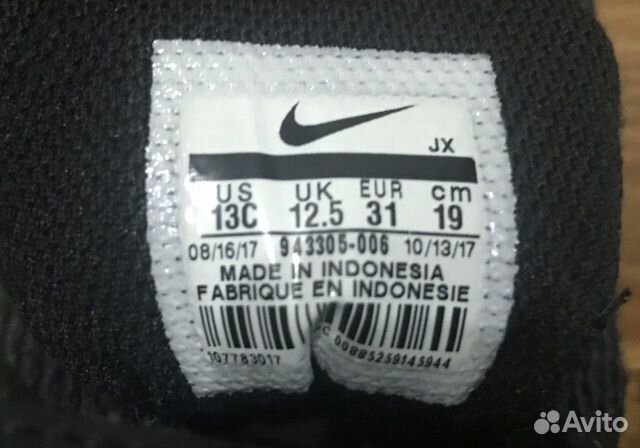 JX
US UK EUR cm
13C 12.5 31 19
08/16/17 943305-006 10/13/17
MADE IN INDONESIA
FABRIQUE EN INDONESIE
107783017
00885259145944
Avito